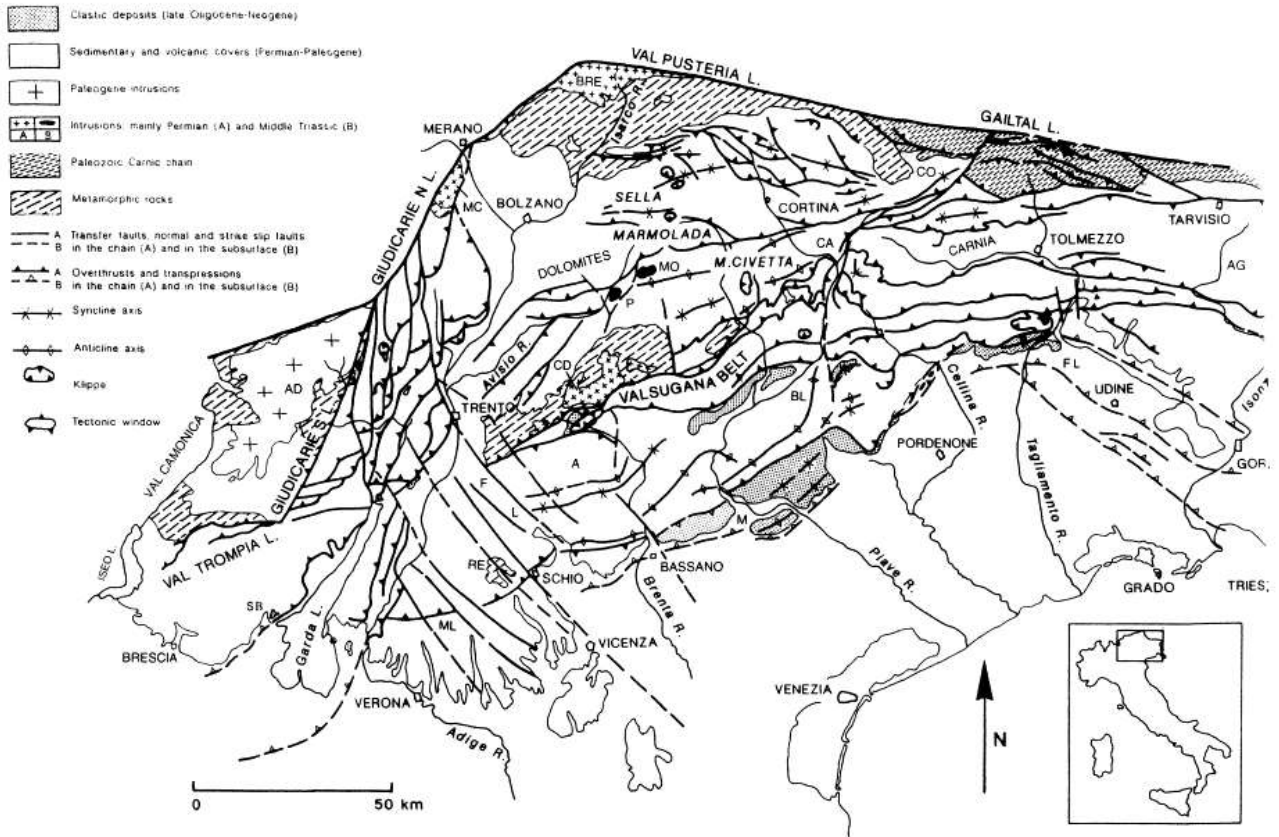 Clastic deposits (late Oligocene-Neogene)
Sedimentary and volcanic covers (Permian-Paleogene)
Paleogene intrusions
A B
Intrusions: mainly Permian (A) and Middle Triassic (B)
Paleozoic Carnic chain
Metamorphic rocks
A Transfer faults, normal and strike slip faults
B in the chain (A) and in the subsurface (B)
A Overthrusts and transpressions
B in the chain (A) and in the subsurface (B)
Syncline axis
Anticline axis
Klippe
Tectonic window
VAL PUSTERIA L.
BRE
Isarco R.
GAILTAL L.
MERANO
CO
SELLA
CORTINA
MC
BOLZANO
TARVISIO
GIUDICARIE N L.
MARMOLADA
CA
CARNIA
TOLMEZZO
DOLOMITES
MO
M.CIVETTA
AG
P
Avisio R.
CD
VALSUGANA BELT
AD
TRENTO
Cellina R.
FL
UDINE
Ison
BL
VAL CAMONICA
GIUDICARIE S L.
PORDENONE
GOR.
A
F
Tagliamento R.
L
M
VAL TROMPIA L.
ISEO L.
RE
SCHIO
BASSANO
Brenta R.
Piave R.
GRADO
TRIES
SB
Garda L.
ML
VICENZA
BRESCIA
VERONA
VENEZIA
Adige R.
N
0 50 km